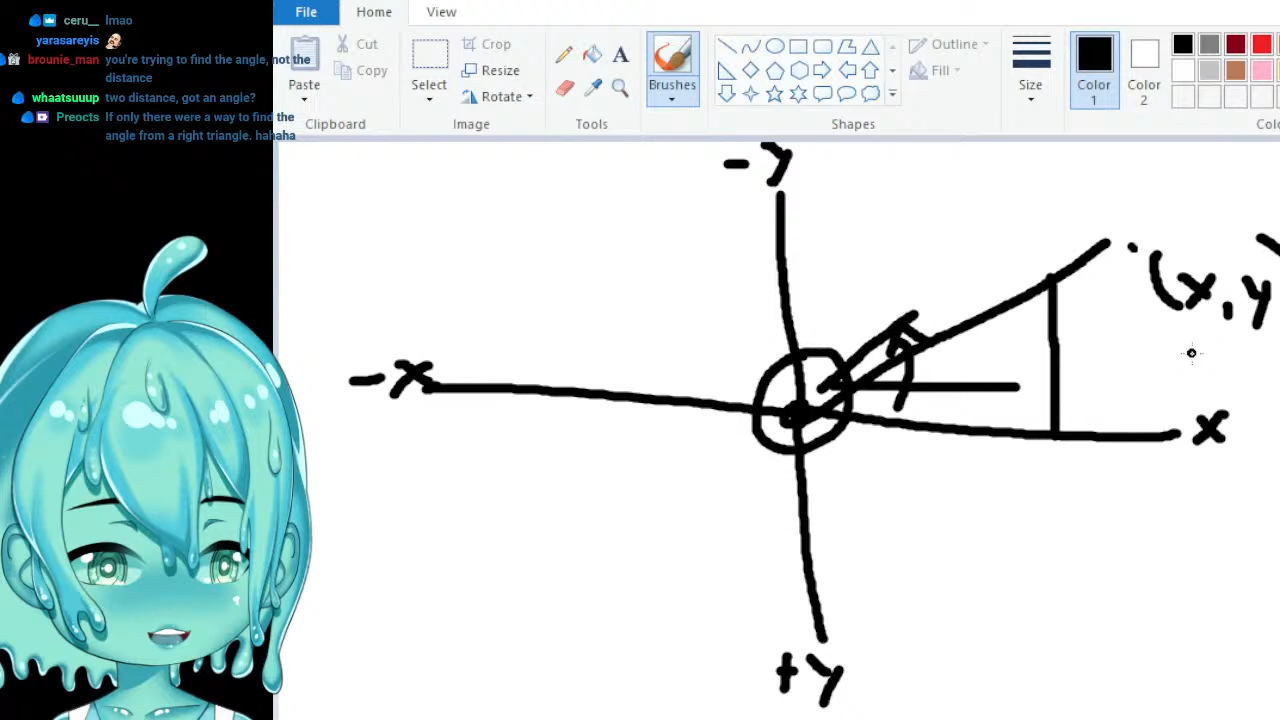 ceru__ lmao
yarasareyis
brounie_man you're trying to find the angle, not the
distance
whaatsuuup two distance, got an angle?
Preocts If only there were a way to find the
angle from a right triangle. hahaha
File Home View
Paste
Cut
Copy
Clipboard
Select
Crop
Resize
Rotate
Image
A
Tools
Brushes
Outline
Fill
Shapes
Size
Color
1
Color
2
-y
(x,y)
-x
x
+y